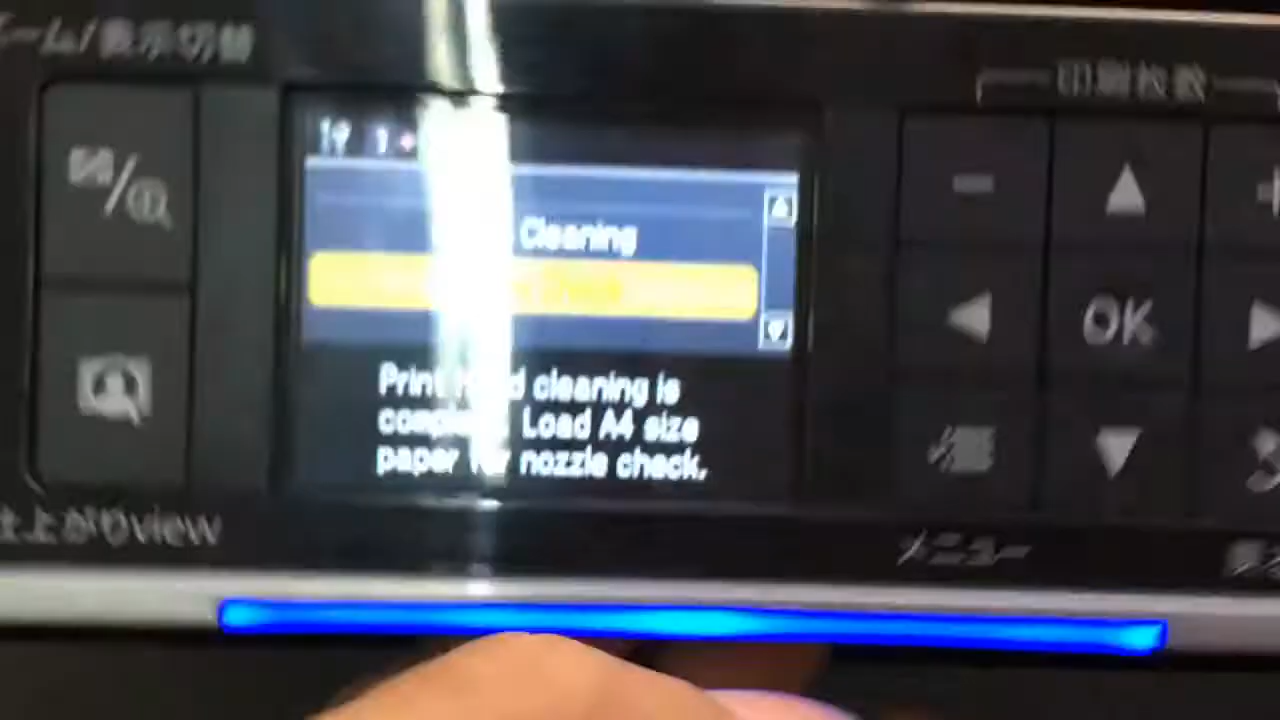 ーム/表示切替
印刷枚数
Cleaning
Print Head cleaning is
complete. Load A4 size
paper for nozzle check.
OK
仕上がりview
メニュー